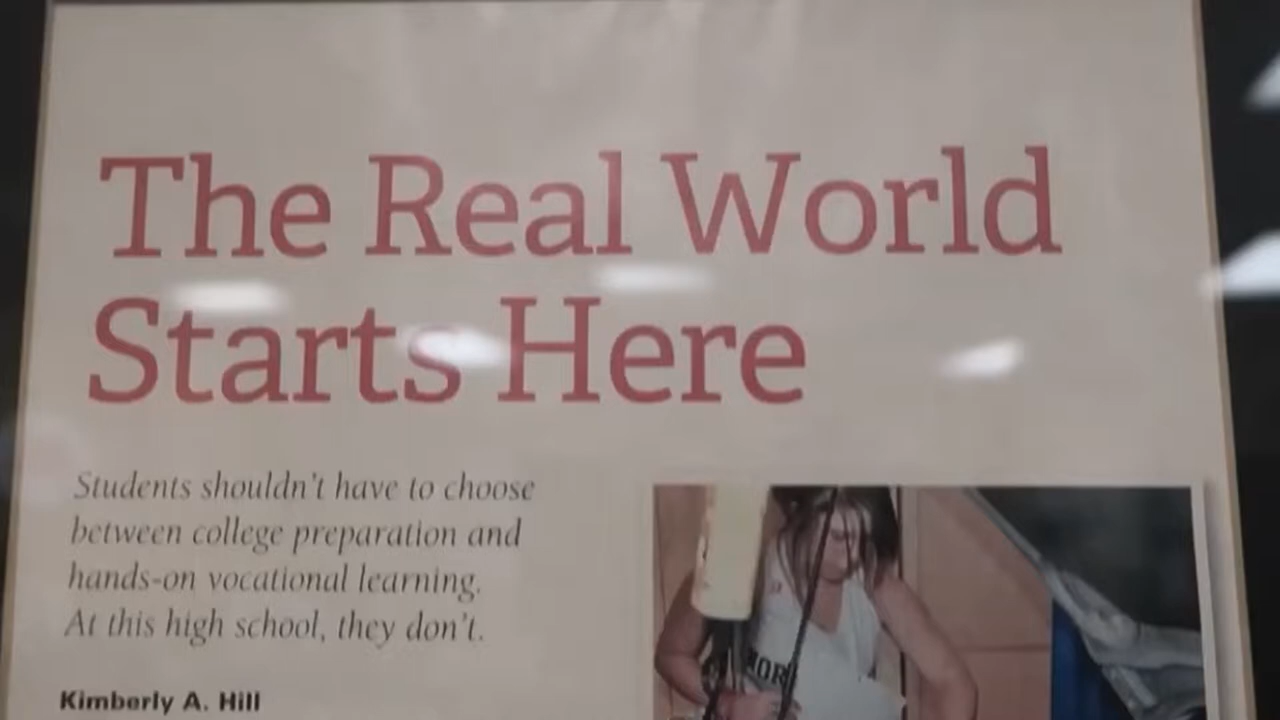 The Real World
Starts Here
Students shouldn't have to choose
between college preparation and
hands-on vocational learning.
At this high school, they don't.
Kimberly A. Hill